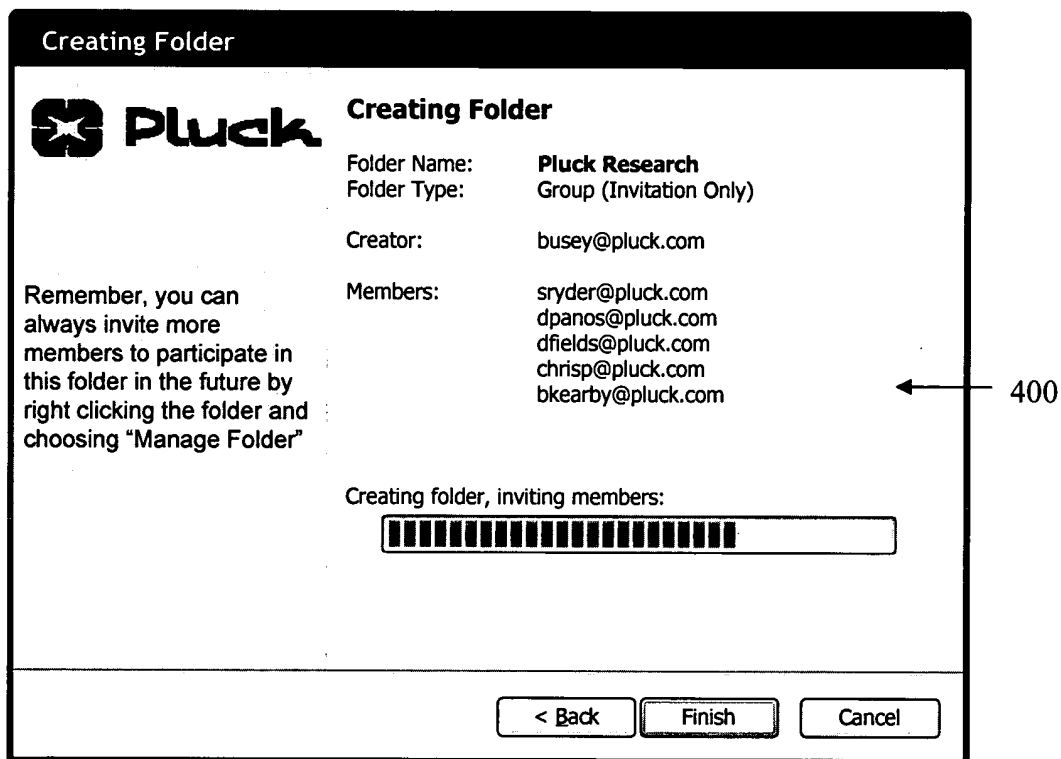 Creating Folder
Pluck
Creating Folder
Folder Name: Pluck Research
Folder Type: Group (Invitation Only)
Creator: busey@pluck.com
Members: sryder@pluck.com
dpanos@pluck.com
dfields@pluck.com
chrisp@pluck.com
bkearby@pluck.com
Remember, you can
always invite more
members to participate in
this folder in the future by
right clicking the folder and
choosing “Manage Folder”
400
Creating folder, inviting members:
< Back Finish Cancel